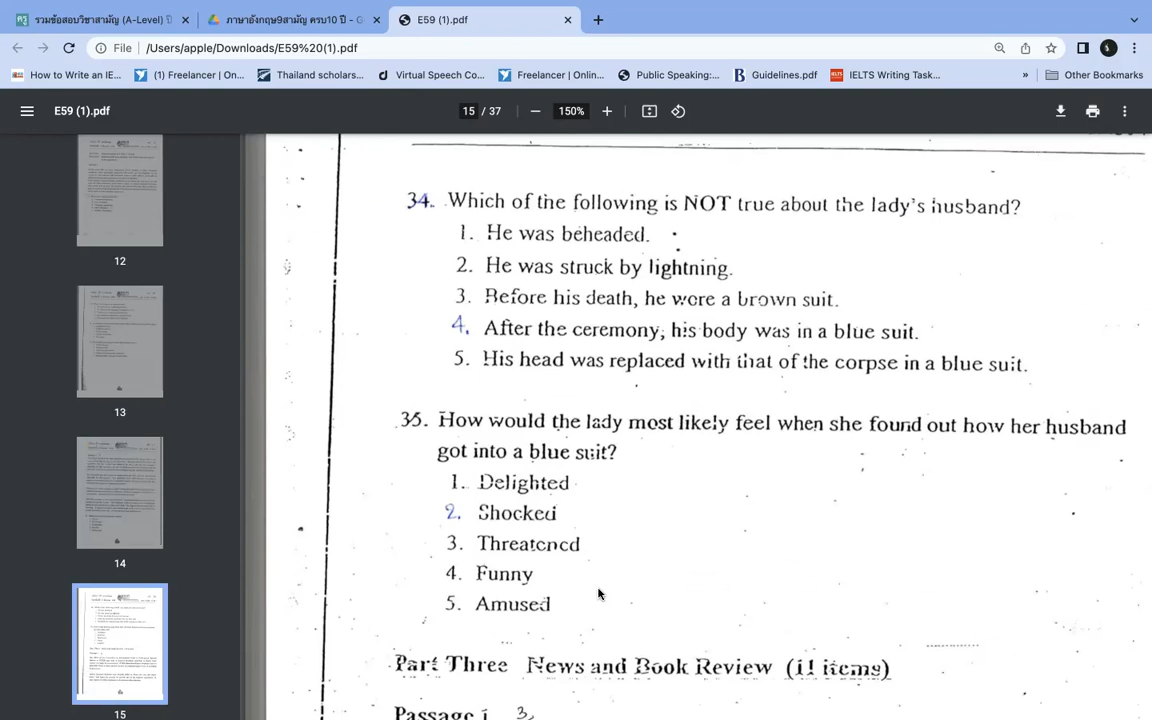 รวมข้อสอบวิชาสามัญ (A-Level) ปี
ภาษาอังกฤษ9สามัญ ครบ10 ปี - G
E59 (1).pdf
File
/Users/apple/Downloads/E59%20(1).pdf
How to Write an IE...
(1) Freelancer | On...
Thailand scholars...
Virtual Speech Co...
Freelancer | Onlin...
Public Speaking:...
Guidelines.pdf
IELTS Writing Task...
»
Other Bookmarks
E59 (1).pdf
15 / 37
150%
12
13
14
15
34. Which of the following is NOT true about the lady's husband?
1. He was beheaded.
2. He was struck by lightning.
3. Before his death, he wore a brown suit.
4. After the ceremony, his body was in a blue suit.
5. His head was replaced with that of the corpse in a blue suit.
35. How would the lady most likely feel when she found out how her husband
got into a blue suit?
1. Delighted
2. Shocked
3. Threatened
4. Funny
5. Amused
Part Three News and Book Review (11 items)
Passage 3